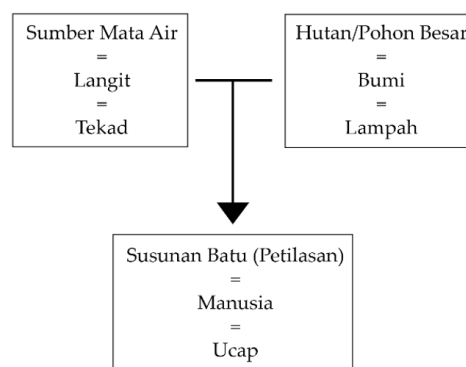 Sumber Mata Air
=
Langit
=
Tekad
Hutan/Pohon Besar
=
Bumi
=
Lampah
Susunan Batu (Petilasan)
=
Manusia
=
Ucap